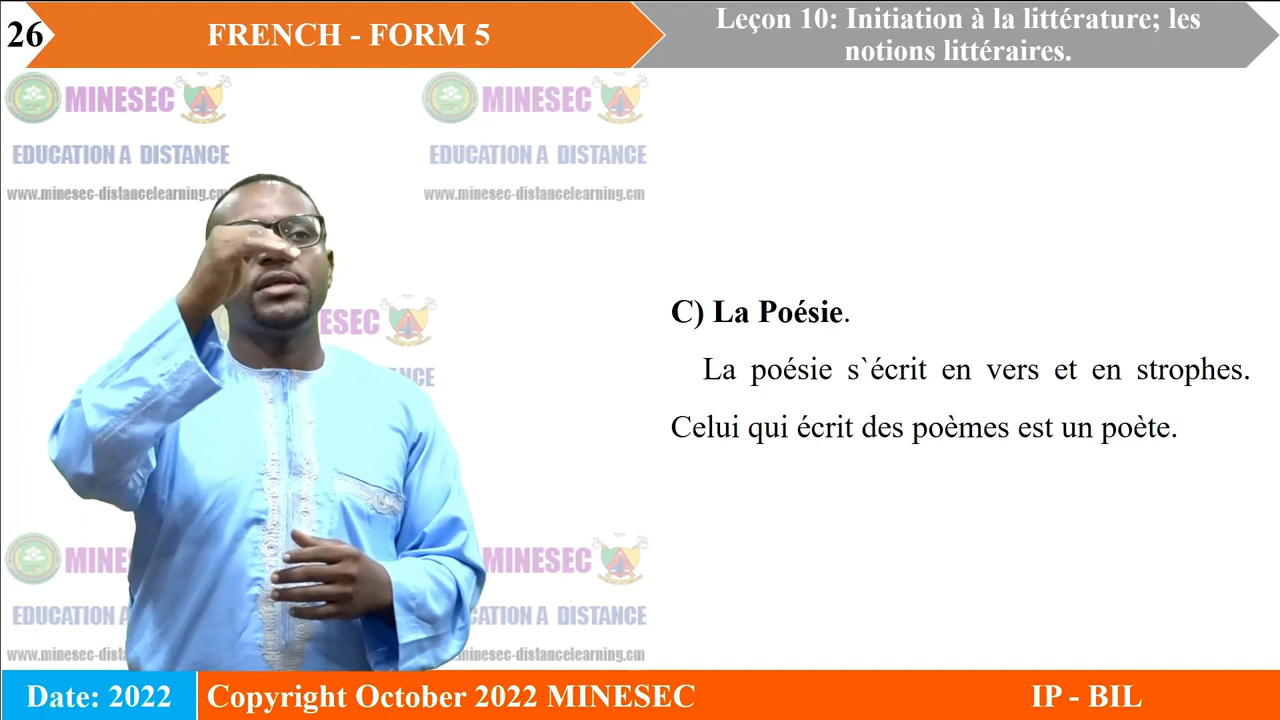 26
FRENCH - FORM 5
Leçon 10: Initiation à la littérature; les
notions littéraires.
MINESEC
MINESEC
EDUCATION A DISTANCE
EDUCATION A DISTANCE
www.minesec-distancelearning.cm
www.minesec-distancelearning.cm
C) La Poésie.
La poésie s`écrit en vers et en strophes.
Celui qui écrit des poèmes est un poète.
MINESEC
EDUCATION A DISTANCE
Date: 2022
Copyright October 2022 MINESEC
IP - BIL